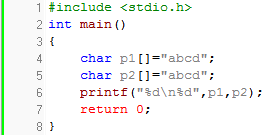 1 #include <stdio.h>
2 int main()
3 {
4 char p1[]="abcd";
5 char p2[]="abcd";
6 printf("%d\n%d",p1,p2);
7 return 0;
8 }